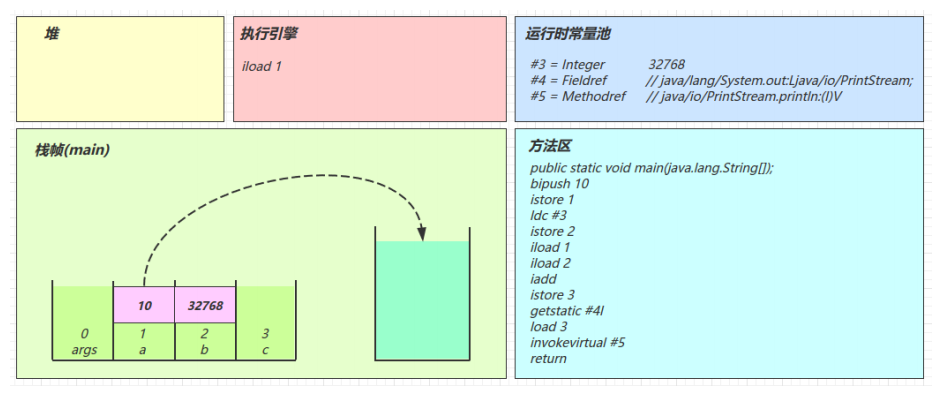 堆
执行引擎
iload 1
运行时常量池
#3 = Integer 32768
#4 = Fieldref // java/lang/System.out:Ljava/io/PrintStream;
#5 = Methodref // java/io/PrintStream.println:(I)V
栈帧(main)
10 32768
0 1 2 3
args a b c
方法区
public static void main(java.lang.String[]);
bipush 10
istore 1
ldc #3
istore 2
iload 1
iload 2
iadd
istore 3
getstatic #4l
load 3
invokevirtual #5
return